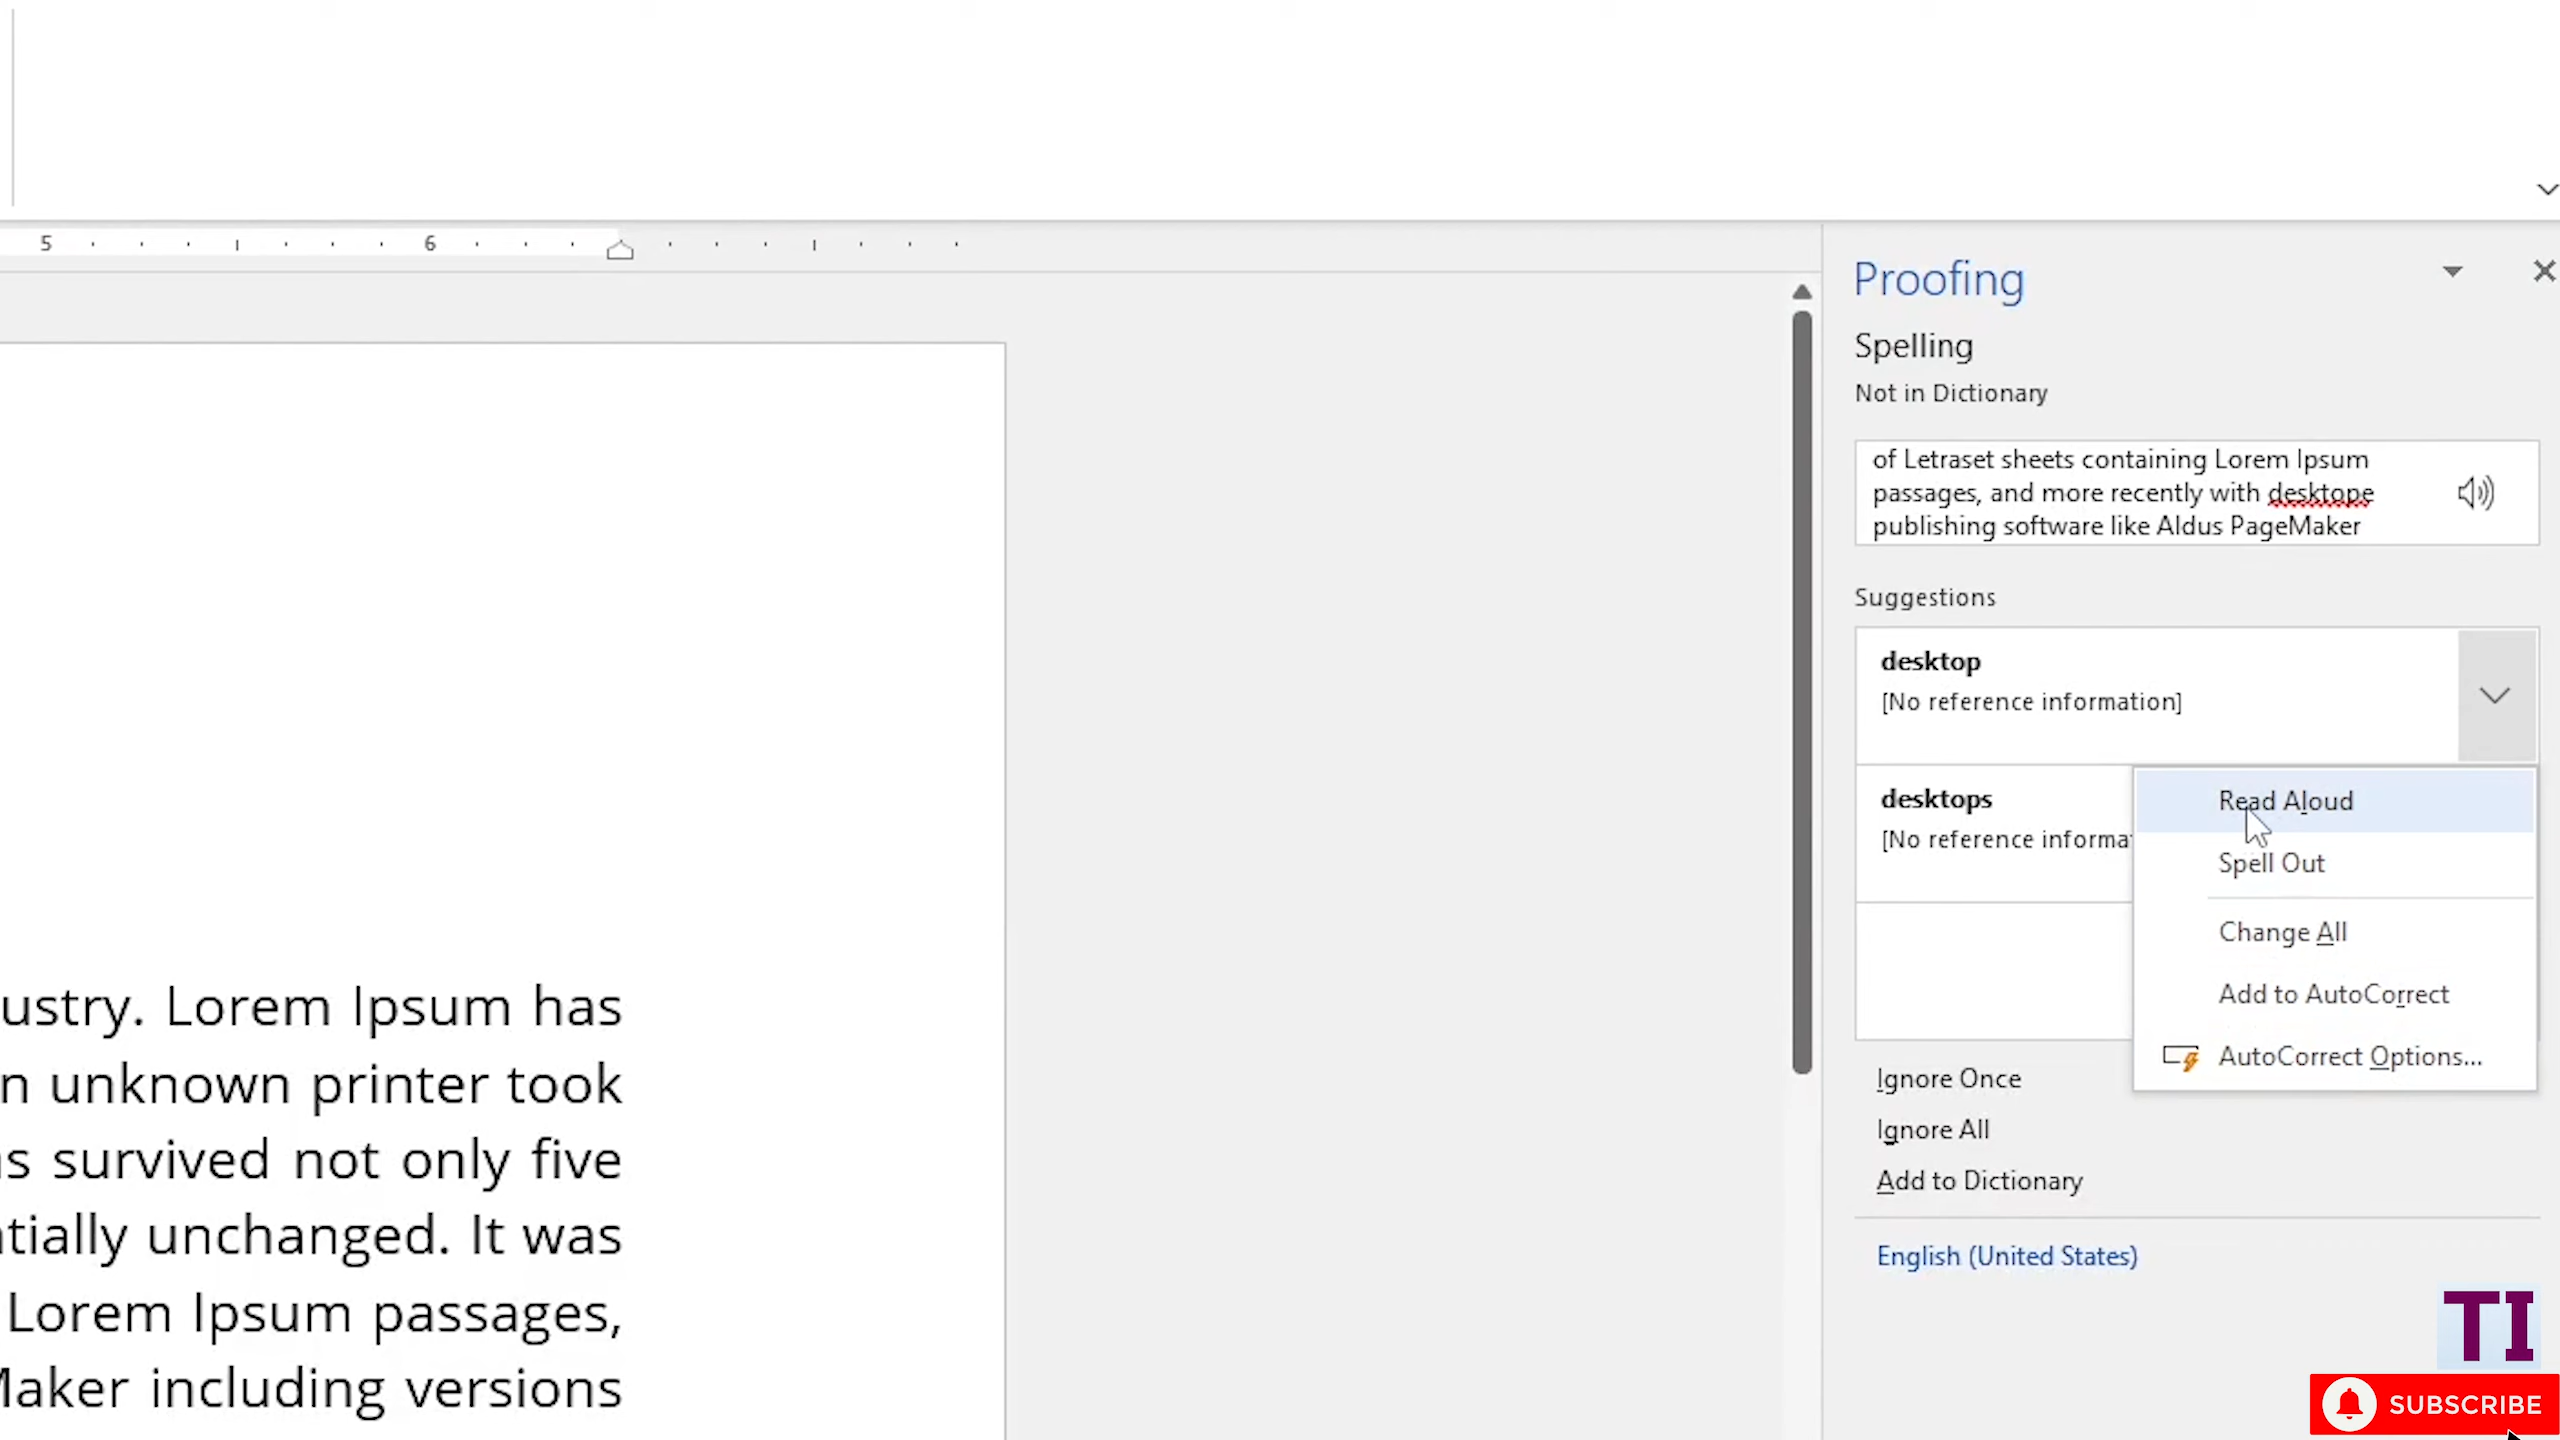 5 6
Proofing
Spelling
Not in Dictionary
of Letraset sheets containing Lorem Ipsum
passages, and more recently with desktope
publishing software like Aldus PageMaker
Suggestions
desktop
[No reference information]
desktops
[No reference informa
Read Aloud
Spell Out
Change All
Add to AutoCorrect
AutoCorrect Options...
Ignore Once
Ignore All
Add to Dictionary
English (United States)
ustry. Lorem Ipsum has
n unknown printer took
s survived not only five
tially unchanged. It was
Lorem Ipsum passages,
Maker including versions
TI
SUBSCRIBE